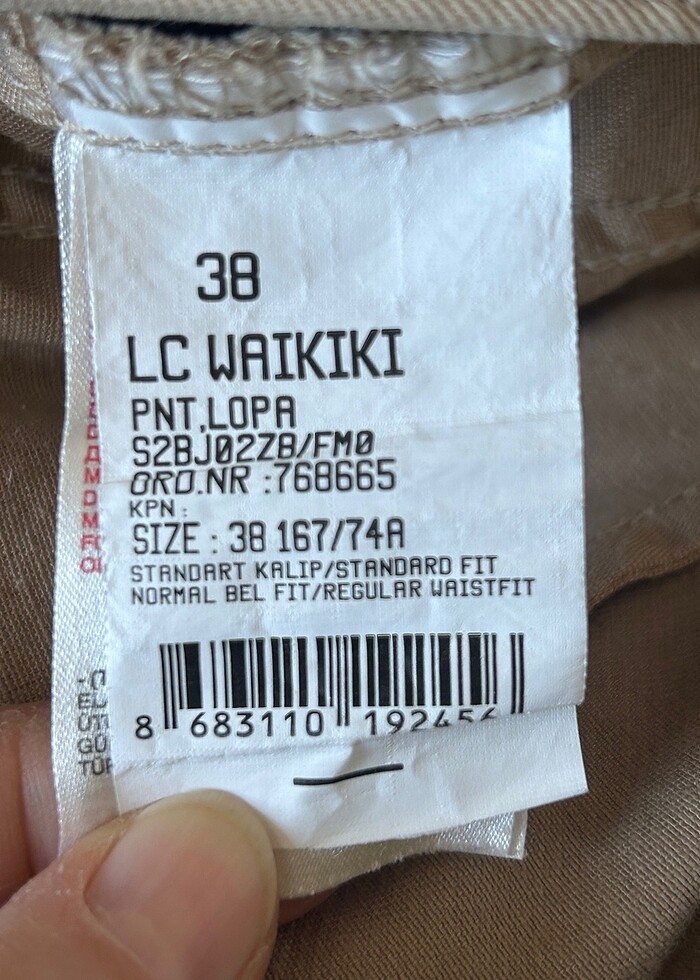 38
LC WAIKIKI
PNT,LOPA
S2BJ02Z8/FM0
ORD.NR :768665
KPN :
SIZE : 38 167/74A
STANDART KALIP/STANDARD FIT
NORMAL BEL FIT/REGULAR WAISTFIT
8 683110 192456